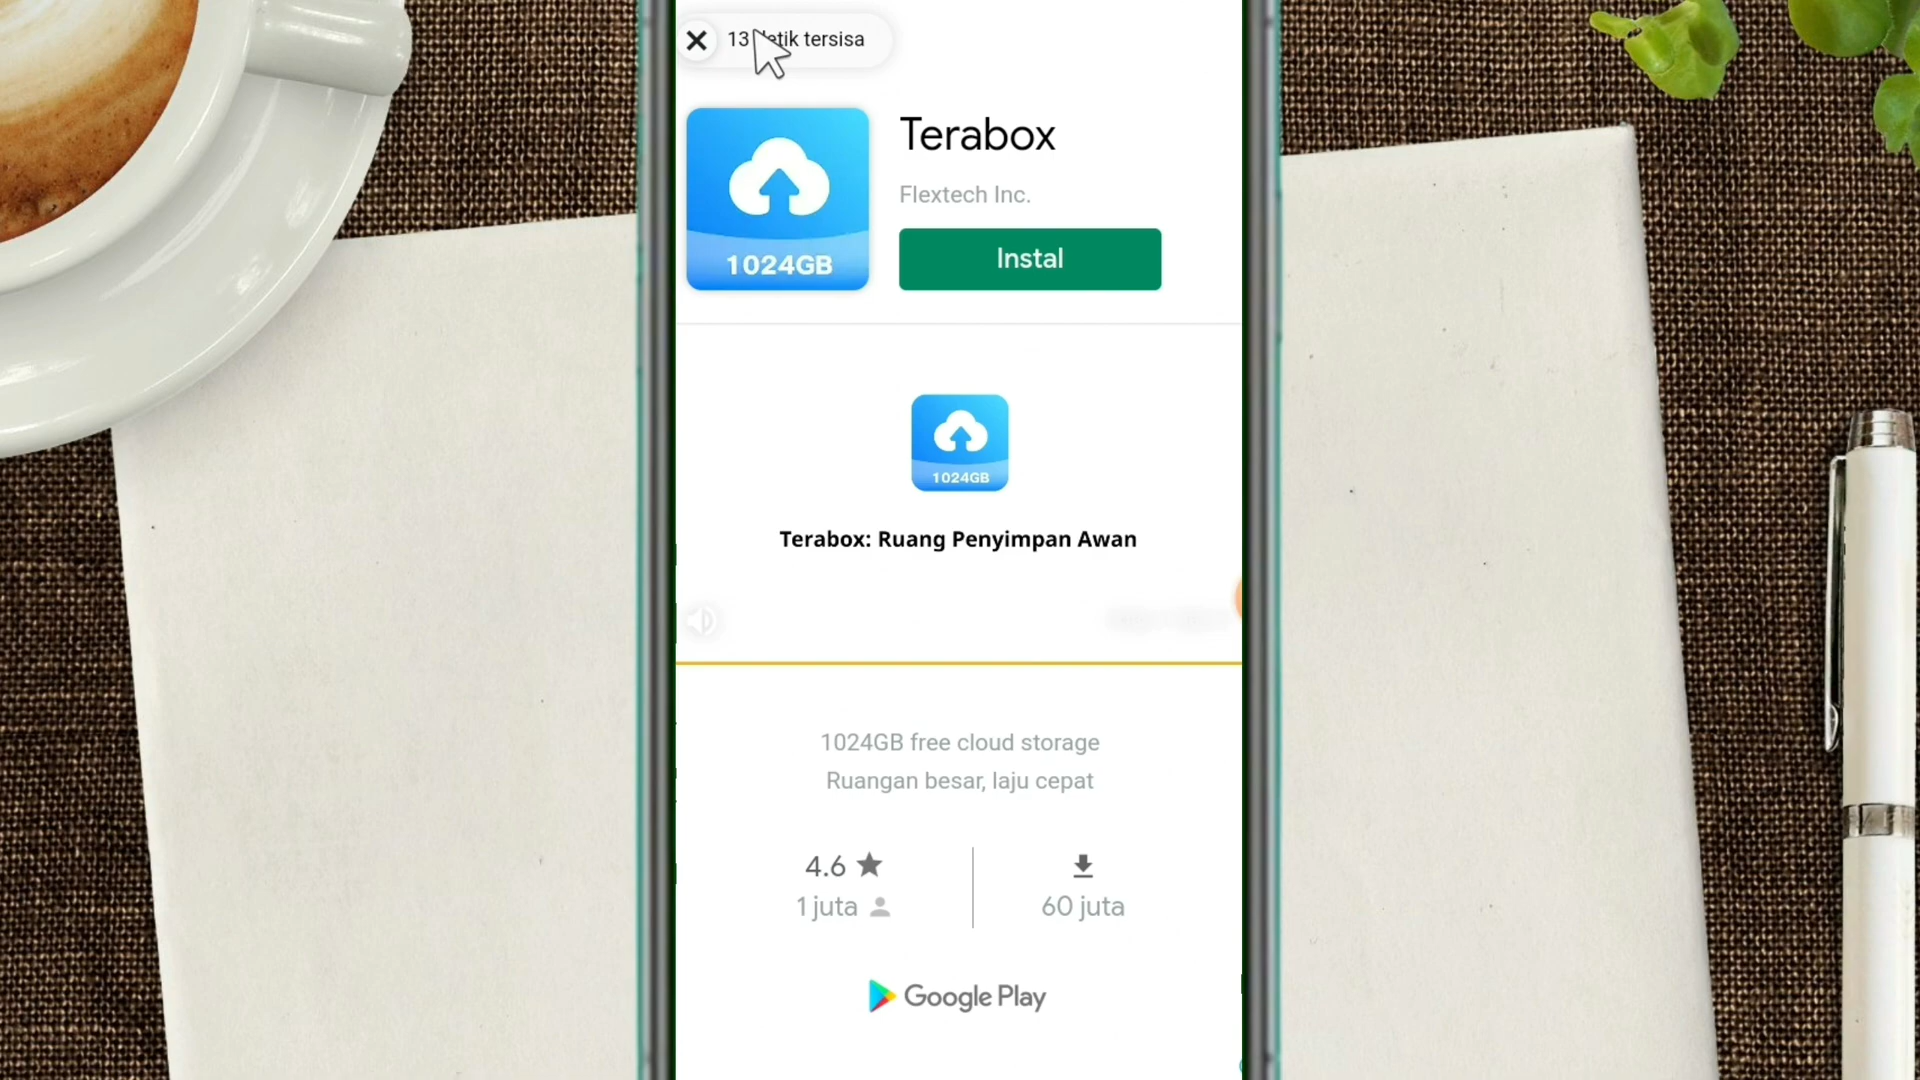 13 detik tersisa
Terabox
Flextech Inc.
Instal
1024GB
1024GB
Terabox: Ruang Penyimpan Awan
1024GB free cloud storage
Ruangan besar, laju cepat
4.6
1 juta
60 juta
Google Play